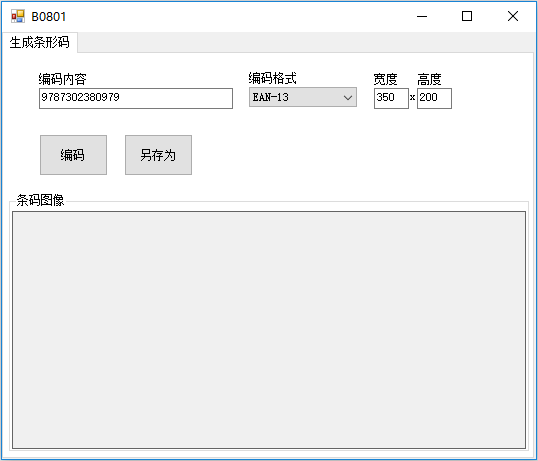 B0801
生成条形码
编码内容 编码格式 宽度 高度
9787302380979 EAN-13 350 x 200
编码 另存为
条码图像